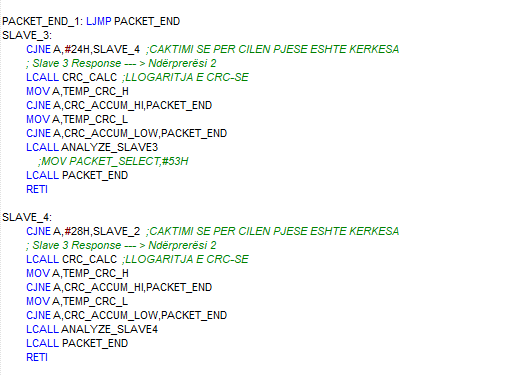 PACKET_END_1: LJMP PACKET_END
SLAVE_3:
CJNE A,#24H,SLAVE_4 ;CAKTIMI SE PER CILEN PJESE ESHTE KERKESA
; Slave 3 Response --- > Ndërprerësi 2
LCALL CRC_CALC ;LLOGARITJA E CRC-SE
MOV A,TEMP_CRC_H
CJNE A,CRC_ACCUM_HI,PACKET_END
MOV A,TEMP_CRC_L
CJNE A,CRC_ACCUM_LOW,PACKET_END
LCALL ANALYZE_SLAVE3
;MOV PACKET_SELECT,#53H
LCALL PACKET_END
RETI
SLAVE_4:
CJNE A,#28H,SLAVE_2 ;CAKTIMI SE PER CILEN PJESE ESHTE KERKESA
; Slave 3 Response --- > Ndërprerësi 2
LCALL CRC_CALC ;LLOGARITJA E CRC-SE
MOV A,TEMP_CRC_H
CJNE A,CRC_ACCUM_HI,PACKET_END
MOV A,TEMP_CRC_L
CJNE A,CRC_ACCUM_LOW,PACKET_END
LCALL ANALYZE_SLAVE4
LCALL PACKET_END
RETI